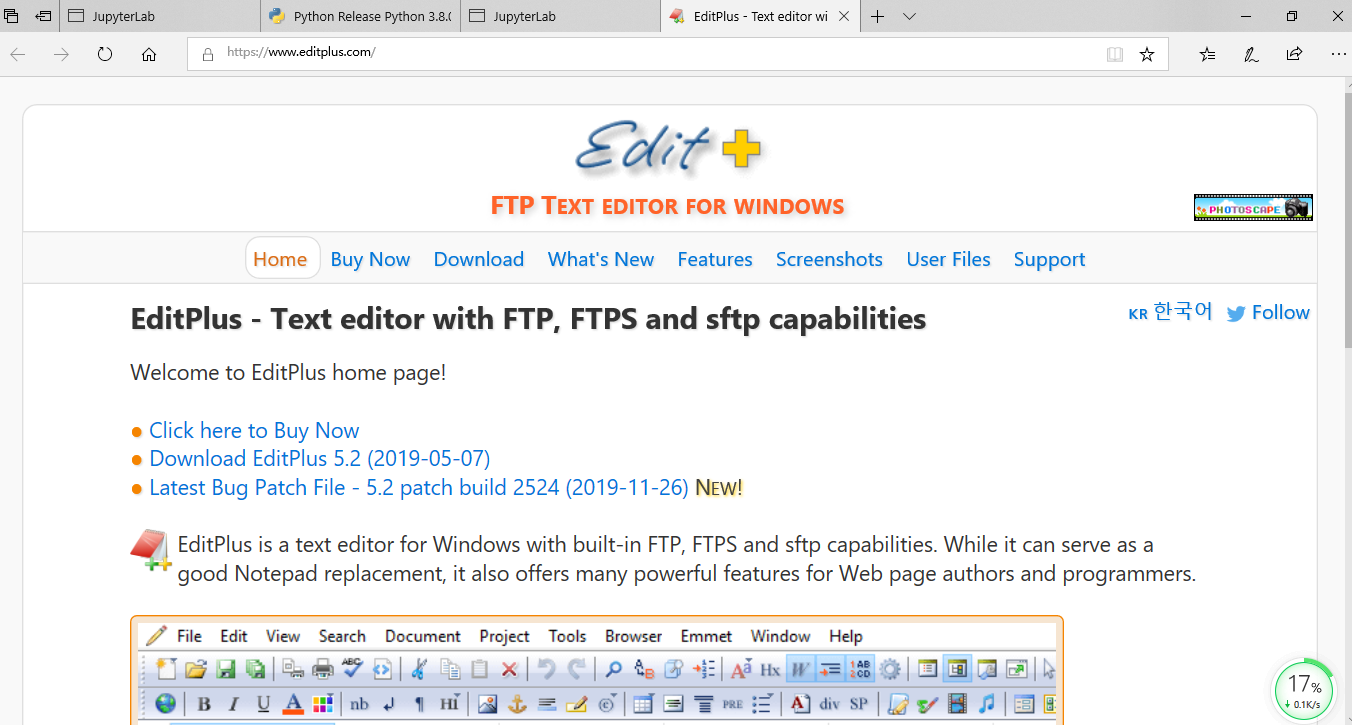 JupyterLab
Python Release Python 3.8.0
JupyterLab
EditPlus - Text editor wi
https://www.editplus.com/
Edit
FTP TEXT EDITOR FOR WINDOWS
PHOTOSCAPE
Home
Buy Now
Download
What's New
Features
Screenshots
User Files
Support
EditPlus - Text editor with FTP, FTPS and sftp capabilities
KR 한국어
Follow
Welcome to EditPlus home page!
Click here to Buy Now
Download EditPlus 5.2 (2019-05-07)
Latest Bug Patch File - 5.2 patch build 2524 (2019-11-26) NEW!
EditPlus is a text editor for Windows with built-in FTP, FTPS and sftp capabilities. While it can serve as a
good Notepad replacement, it also offers many powerful features for Web page authors and programmers.
File Edit View Search Document Project Tools Browser Emmet Window Help
ABC
Hx W
B I U A nb ¶ HI PRE A div SP
17%
0.1K/s